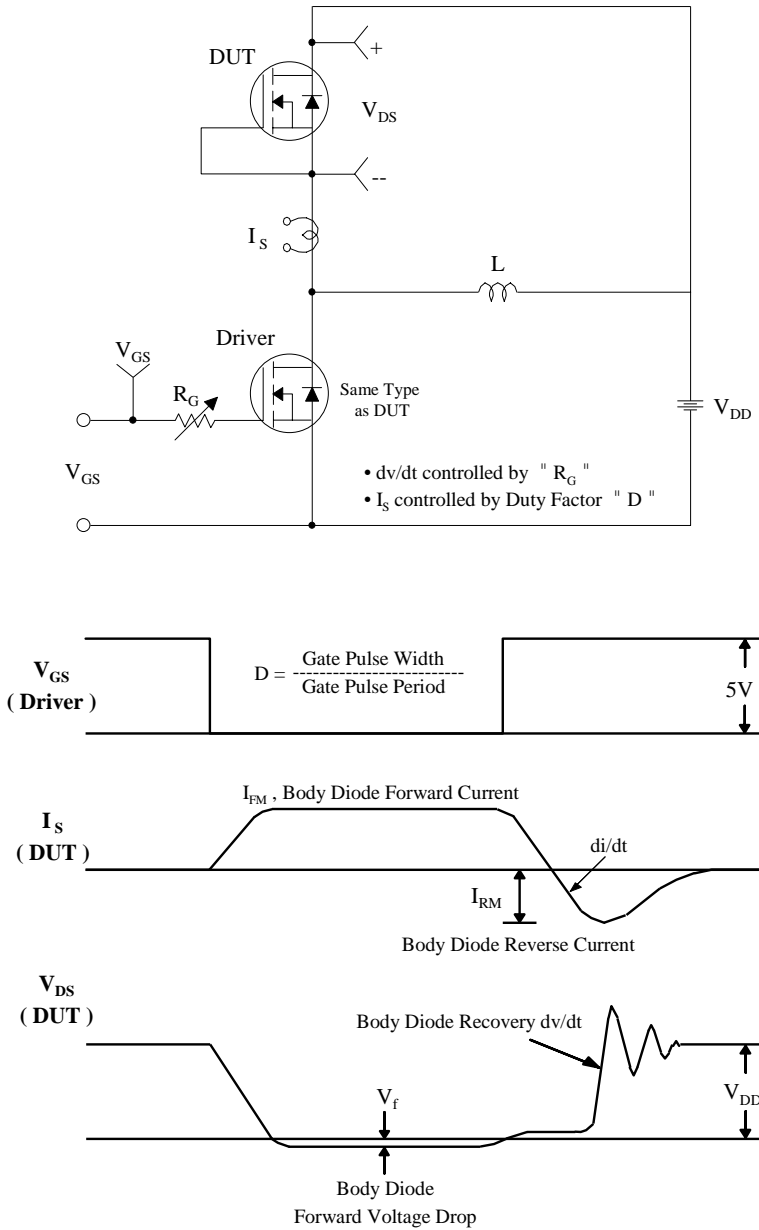 DUT
+
V_DS
--
I_S
L
Driver
V_GS
R_G
Same Type
as DUT
V_DD
V_GS
• dv/dt controlled by " R_G "
• I_S controlled by Duty Factor " D "
V_GS
( Driver )
D = Gate Pulse Width
Gate Pulse Period
5V
I_S
( DUT )
I_FM , Body Diode Forward Current
di/dt
I_RM
Body Diode Reverse Current
V_DS
( DUT )
Body Diode Recovery dv/dt
V_f
V_DD
Body Diode
Forward Voltage Drop